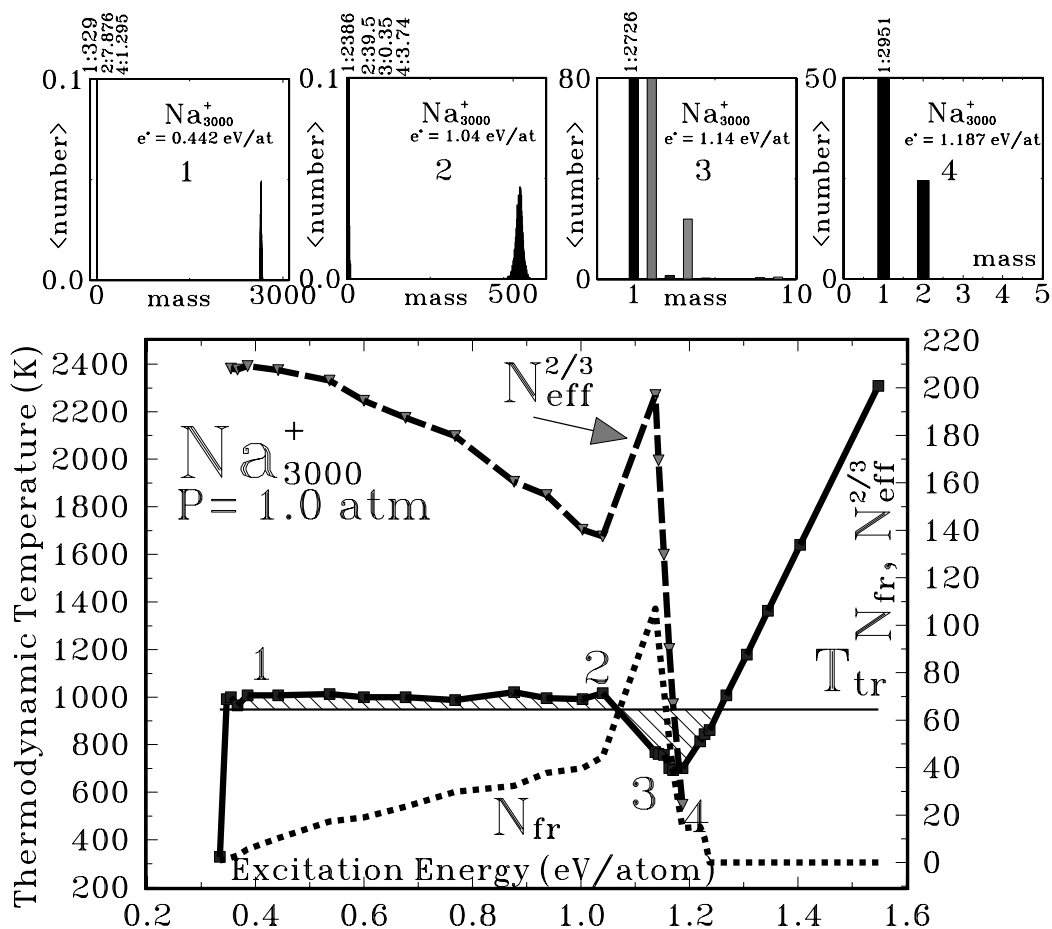 1:329
2:7.876
4:1.295
1:2386
2:39.5
3:0.35
4:3.74
1:2726
1:2951
0.1
0.0
<number>
Na+3000
e* = 0.442 eV/at
1
0
mass
3000
0.1
0.0
<number>
Na+3000
e* = 1.04 eV/at
2
0
mass
500
80
0
<number>
Na+3000
e* = 1.14 eV/at
3
1
mass
10
50
0
<number>
Na+3000
e* = 1.187 eV/at
4
mass
0 1 2 3 4 5
Thermodynamic Temperature (K)
2400
2200
2000
1800
1600
1400
1200
1000
800
600
400
200
Na+3000
P= 1.0 atm
N2/3eff
1
2
3
4
Ttr
Nfr
Excitation Energy (eV/atom)
0.2 0.4 0.6 0.8 1.0 1.2 1.4 1.6
220
200
180
160
140
120
100
80
60
40
20
0
Nfr, N2/3eff